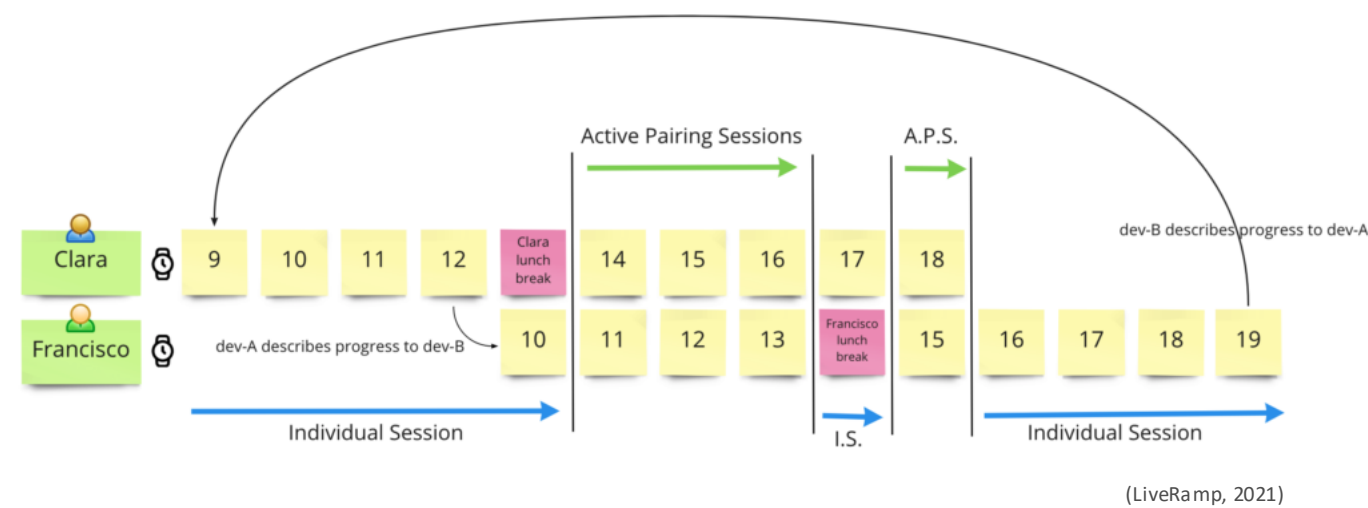 Active Pairing Sessions
A.P.S.
dev-B describes progress to dev-A
Clara
9
10
11
12
Clara
lunch
break
14
15
16
17
18
Francisco
dev-A describes progress to dev-B
10
11
12
13
Francisco
lunch
break
15
16
17
18
19
Individual Session
I.S.
Individual Session
(LiveRamp, 2021)